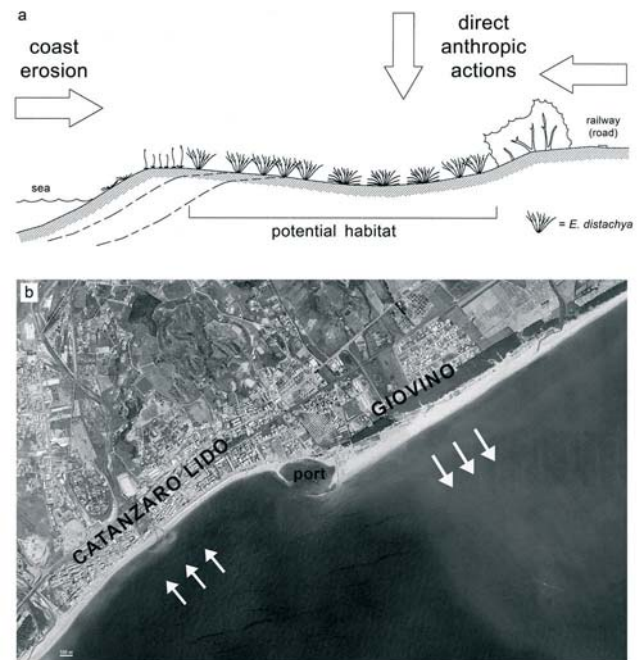 a
coast
erosion
direct
anthropic
actions
railway
(road)
sea
potential habitat
= E. distachya
b
CATANZARO LIDO
GIOVINO
port